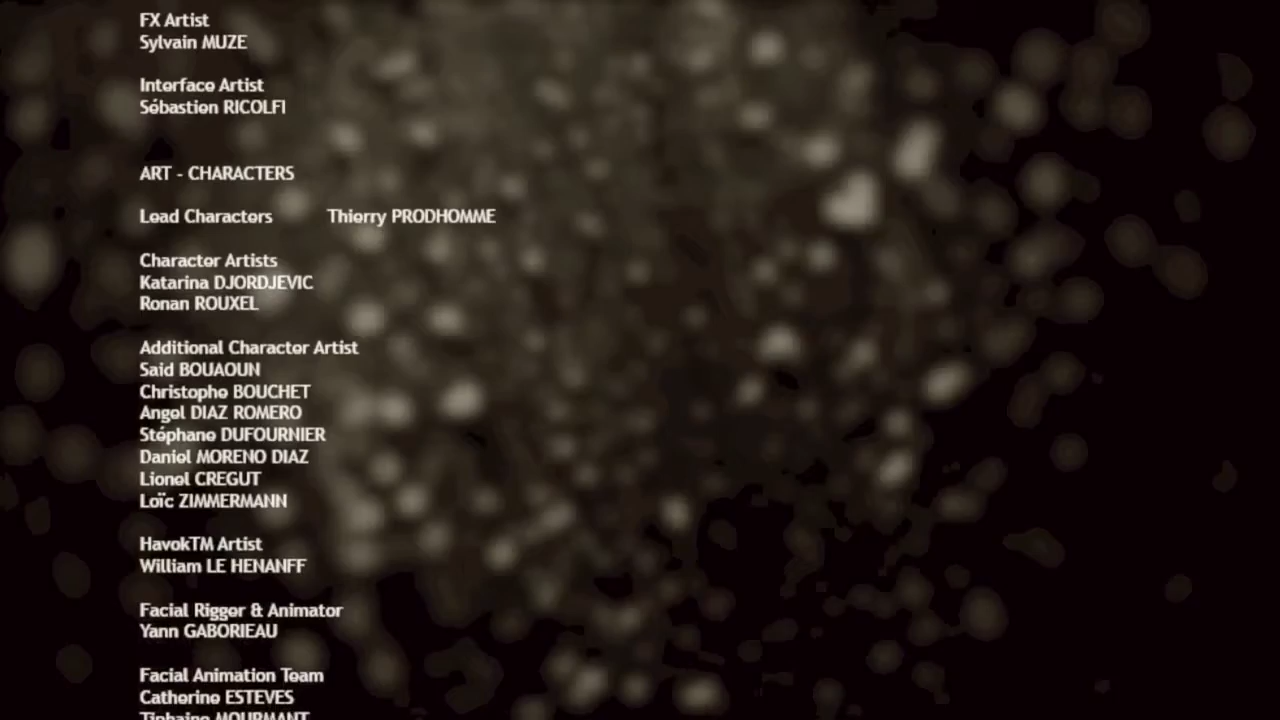 FX Artist
Sylvain MUZE
Interface Artist
Sébastien RICOLFI
ART - CHARACTERS
Lead Characters Thierry PRODHOMME
Character Artists
Katarina DJORDJEVIC
Ronan ROUXEL
Additional Character Artist
Said BOUAOUN
Christophe BOUCHET
Angel DIAZ ROMERO
Stéphane DUFOURNIER
Daniel MORENO DIAZ
Lionel CREGUT
Loïc ZIMMERMANN
HavokTM Artist
William LE HENANFF
Facial Rigger & Animator
Yann GABORIEAU
Facial Animation Team
Catherine ESTEVES
Tiphaine MOURMANT